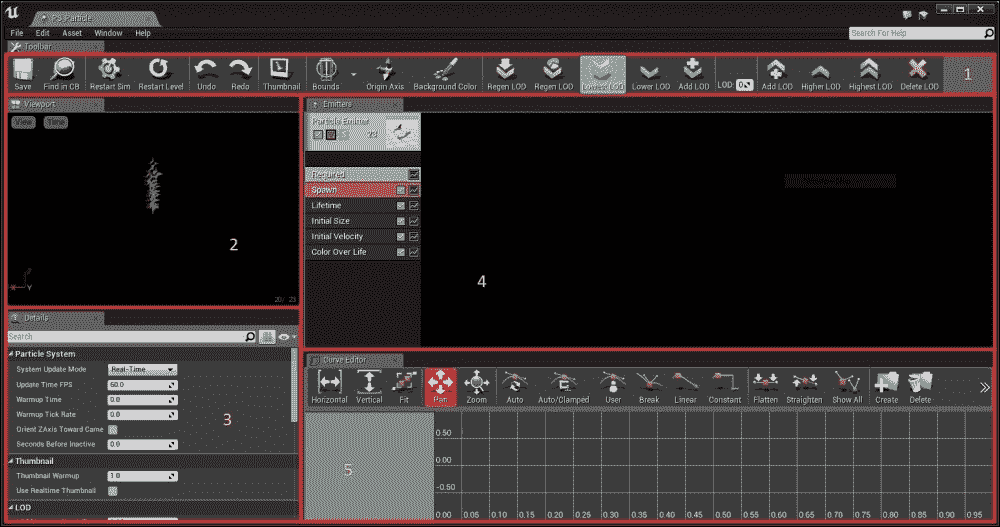 PS Particle
File Edit Asset Window Help
Search For Help
Toolbar
Save Find in CB Restart Sim Restart Level Undo Redo Thumbnail Bounds Origin Axis Background Color Regen LOD Regen LOD Lowest LOD Lower LOD Add LOD LOD: 0 Add LOD Higher LOD Highest LOD Delete LOD
1
Viewport
View Time
2
Y
20/ 23
Emitters
Particle Emitter
23
Required
Spawn
Lifetime
Initial Size
Initial Velocity
Color Over Life
4
Details
Search
Particle System
System Update Mode Real-Time
Update Time FPS 60.0
Warmup Time 0.0
Warmup Tick Rate 0.0
Orient ZAxis Toward Came
Seconds Before Inactive 0.0
3
Thumbnail
Thumbnail Warmup 1.0
Use Realtime Thumbnail
LOD
Curve Editor
Horizontal Vertical Fit Pan Zoom Auto Auto/Clamped User Break Linear Constant Flatten Straighten Show All Create Delete
5
0.50
0.00
-0.50
0.00 0.05 0.10 0.15 0.20 0.25 0.30 0.35 0.40 0.45 0.50 0.55 0.60 0.65 0.70 0.75 0.80 0.85 0.90 0.95